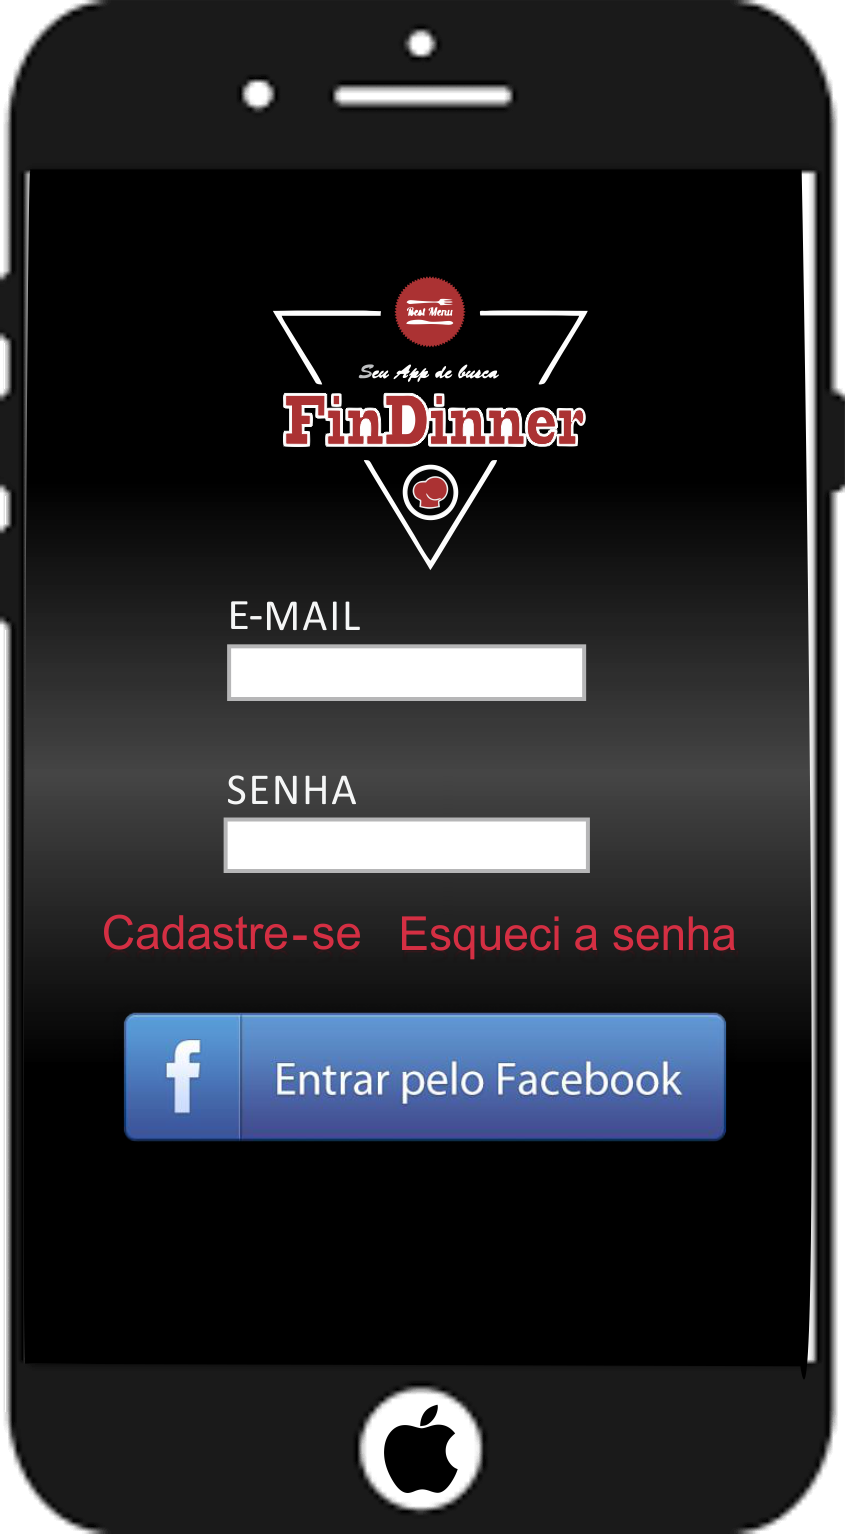 Best Menu
Seu App de busca
FinDinner
E-MAIL
SENHA
Cadastre-se Esqueci a senha
f Entrar pelo Facebook